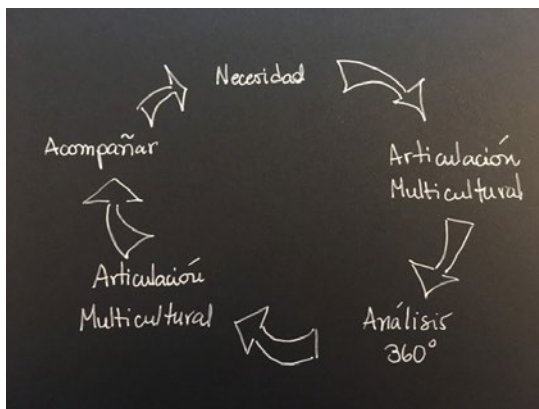 Necesidad
Articulación
Multicultural
Análisis
360°
Articulación
Multicultural
Acompañar